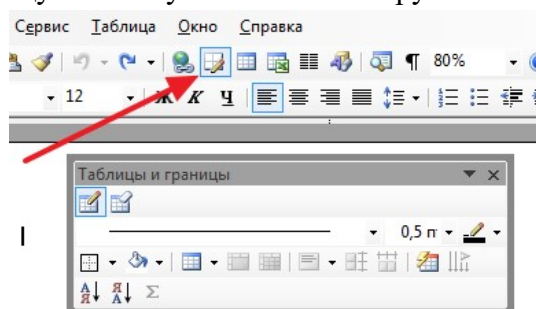 Сервис Таблица Окно Справка
¶ 80%
12 Ж К Ч
Таблицы и границы
0,5 п
А Я Я А Σ